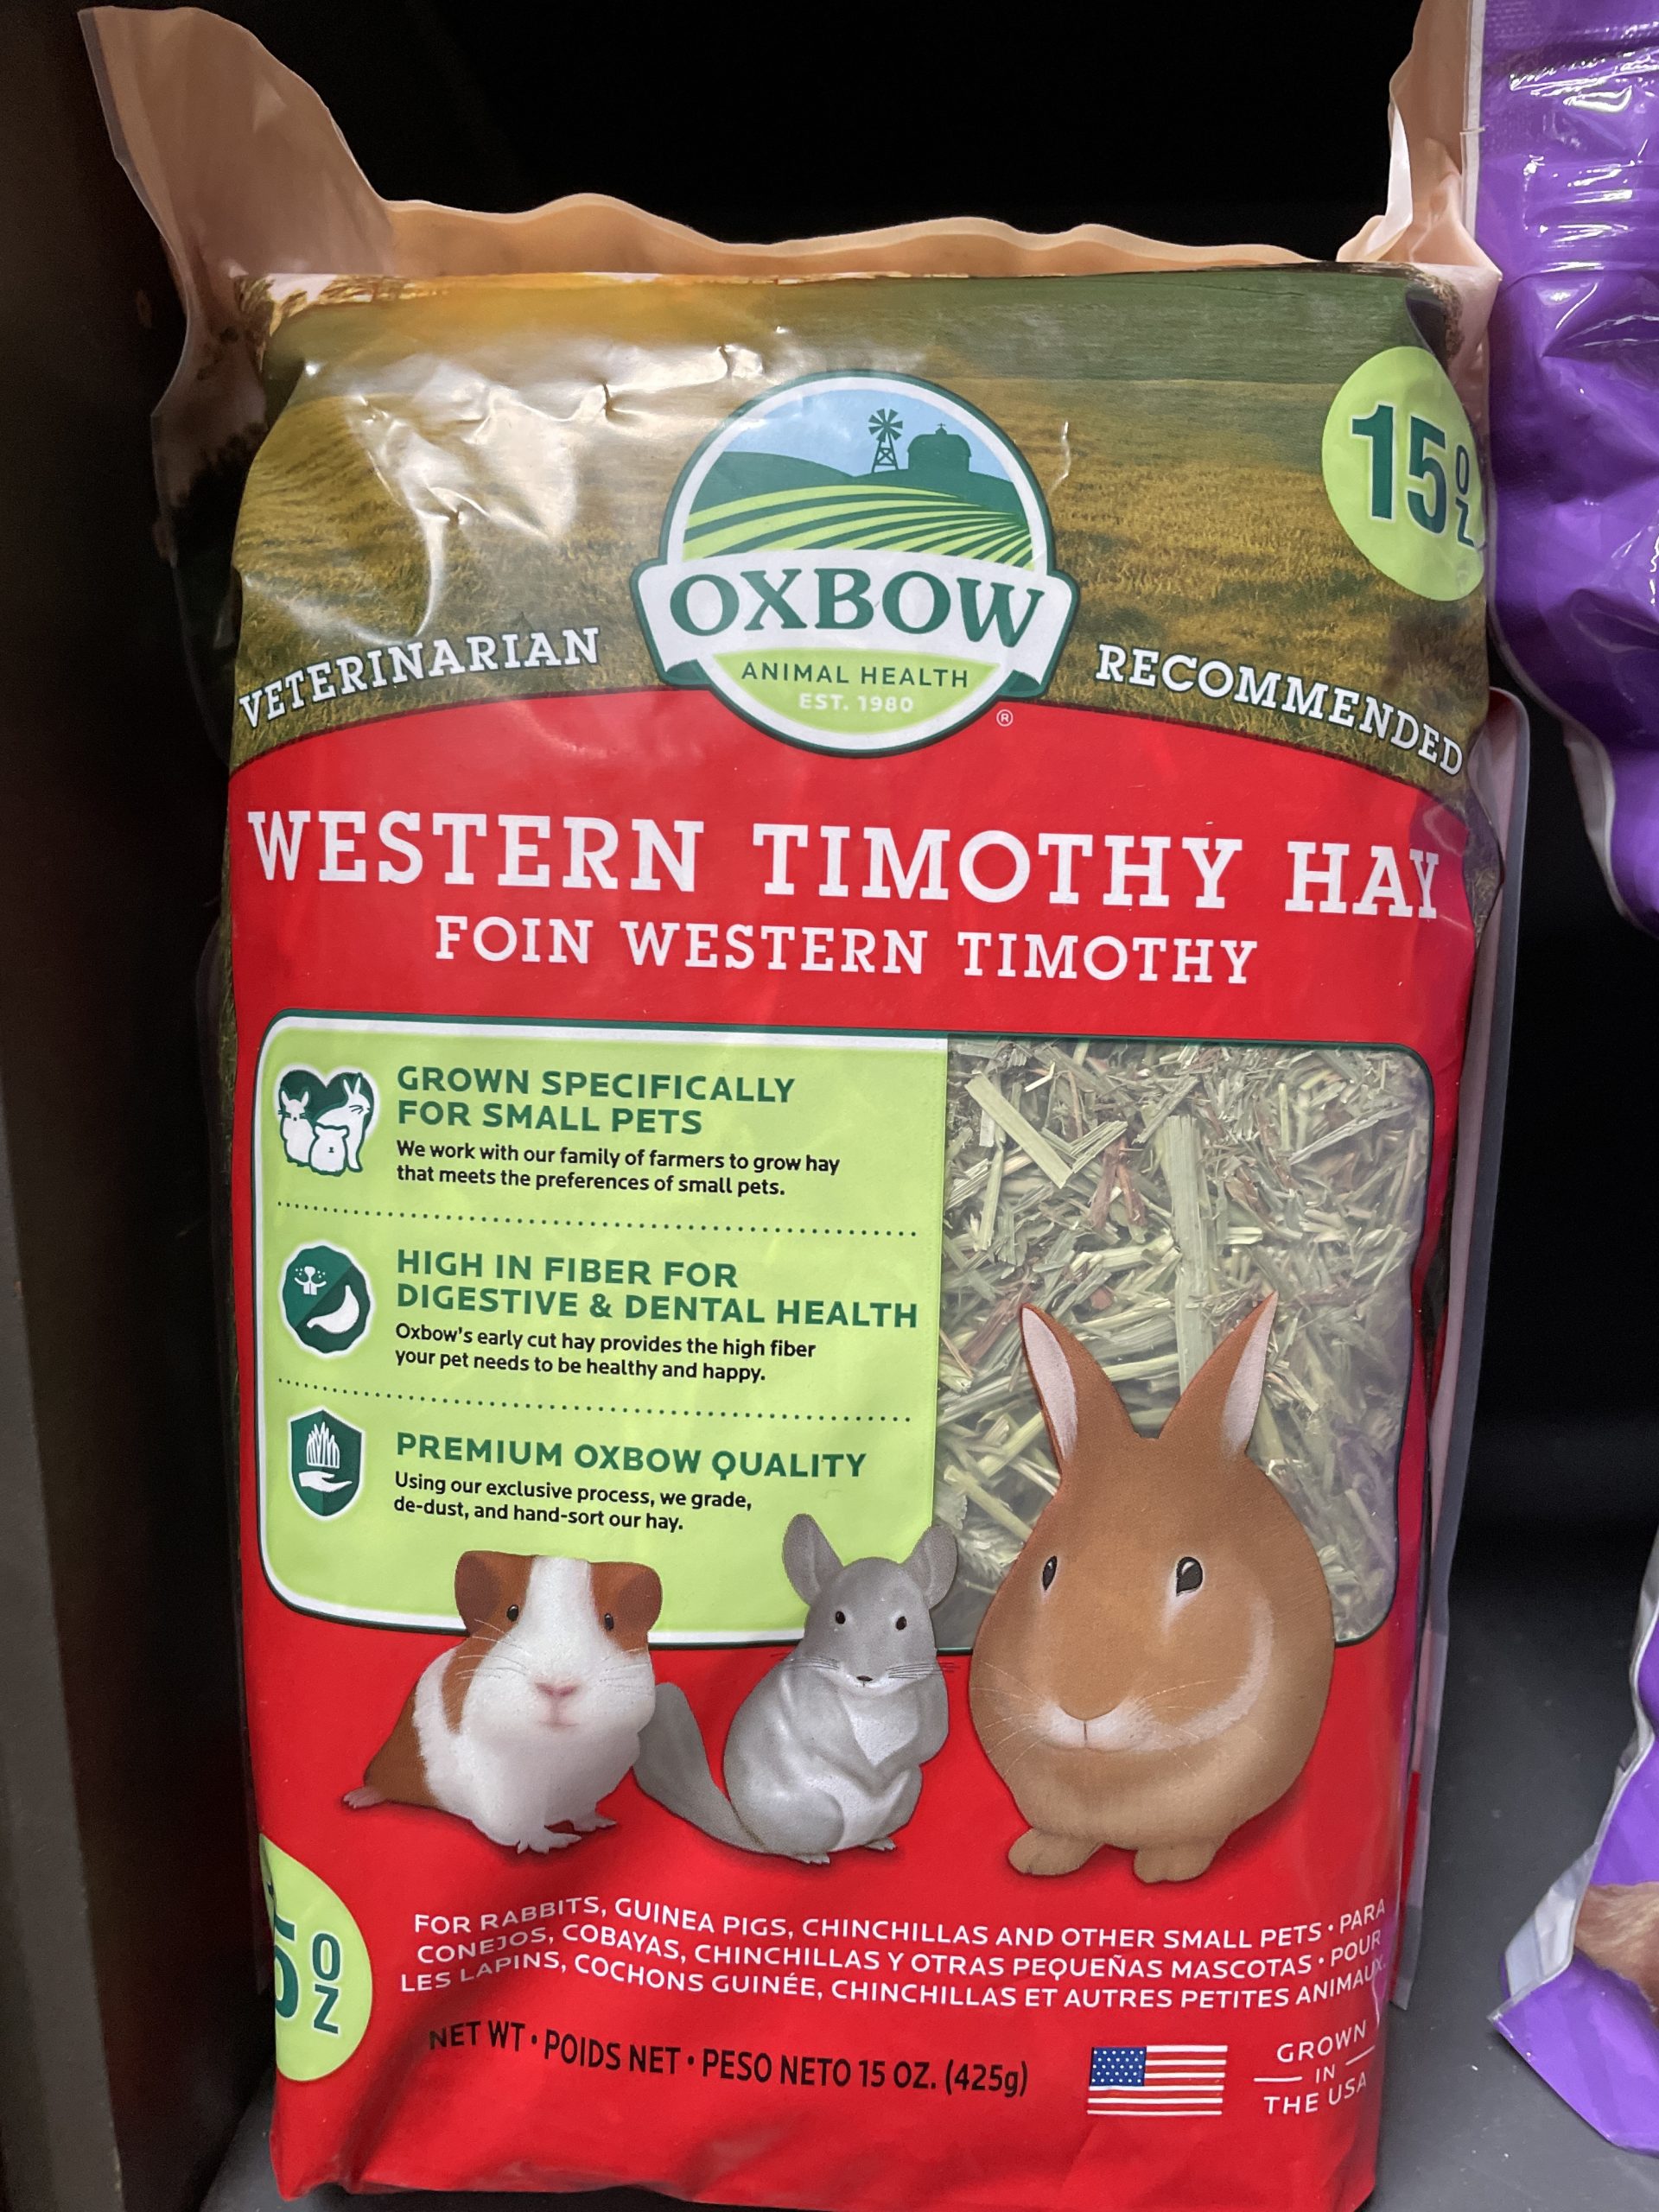 15 OZ
OXBOW
ANIMAL HEALTH
EST. 1980
®
VETERINARIAN RECOMMENDED
WESTERN TIMOTHY HAY
FOIN WESTERN TIMOTHY
GROWN SPECIFICALLY
FOR SMALL PETS
We work with our family of farmers to grow hay
that meets the preferences of small pets.
HIGH IN FIBER FOR
DIGESTIVE & DENTAL HEALTH
Oxbow's early cut hay provides the high fiber
your pet needs to be healthy and happy.
PREMIUM OXBOW QUALITY
Using our exclusive process, we grade,
de-dust, and hand-sort our hay.
5 OZ
FOR RABBITS, GUINEA PIGS, CHINCHILLAS AND OTHER SMALL PETS • PARA
CONEJOS, COBAYAS, CHINCHILLAS Y OTRAS PEQUEÑAS MASCOTAS • POUR
LES LAPINS, COCHONS GUINÉE, CHINCHILLAS ET AUTRES PETITES ANIMAUX.
NET WT • POIDS NET • PESO NETO 15 OZ. (425g)
GROWN
IN
THE USA